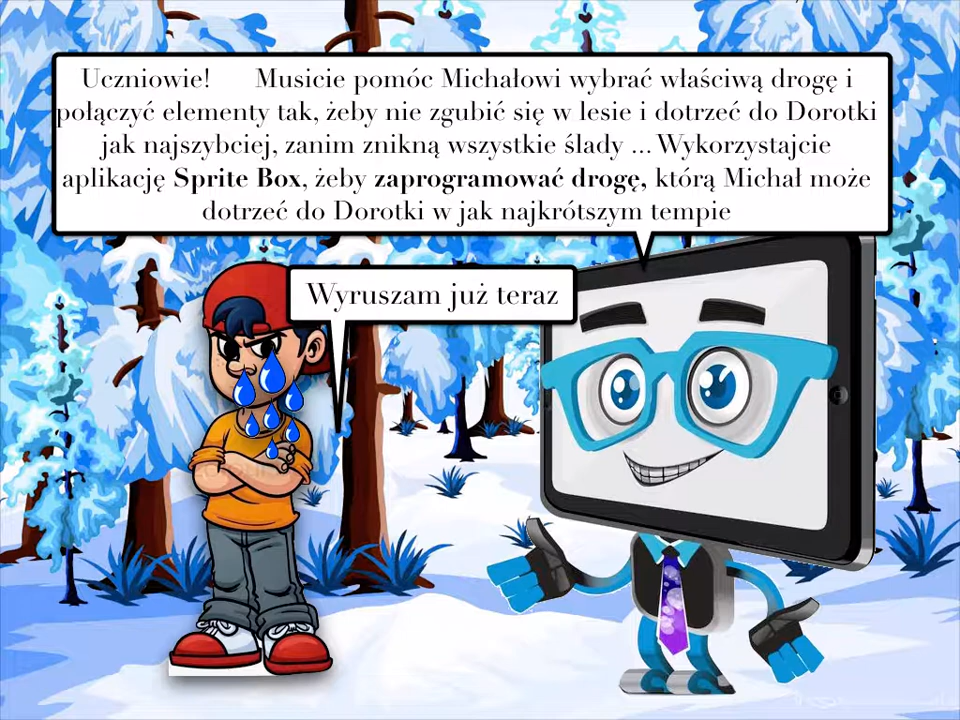 Uczniowie! Musicie pomóc Michałowi wybrać właściwą drogę i
połączyć elementy tak, żeby nie zgubić się w lesie i dotrzeć do Dorotki
jak najszybciej, zanim znikną wszystkie ślady ... Wykorzystajcie
aplikację Sprite Box, żeby zaprogramować drogę, którą Michał może
dotrzeć do Dorotki w jak najkrótszym tempie
Wyruszam już teraz